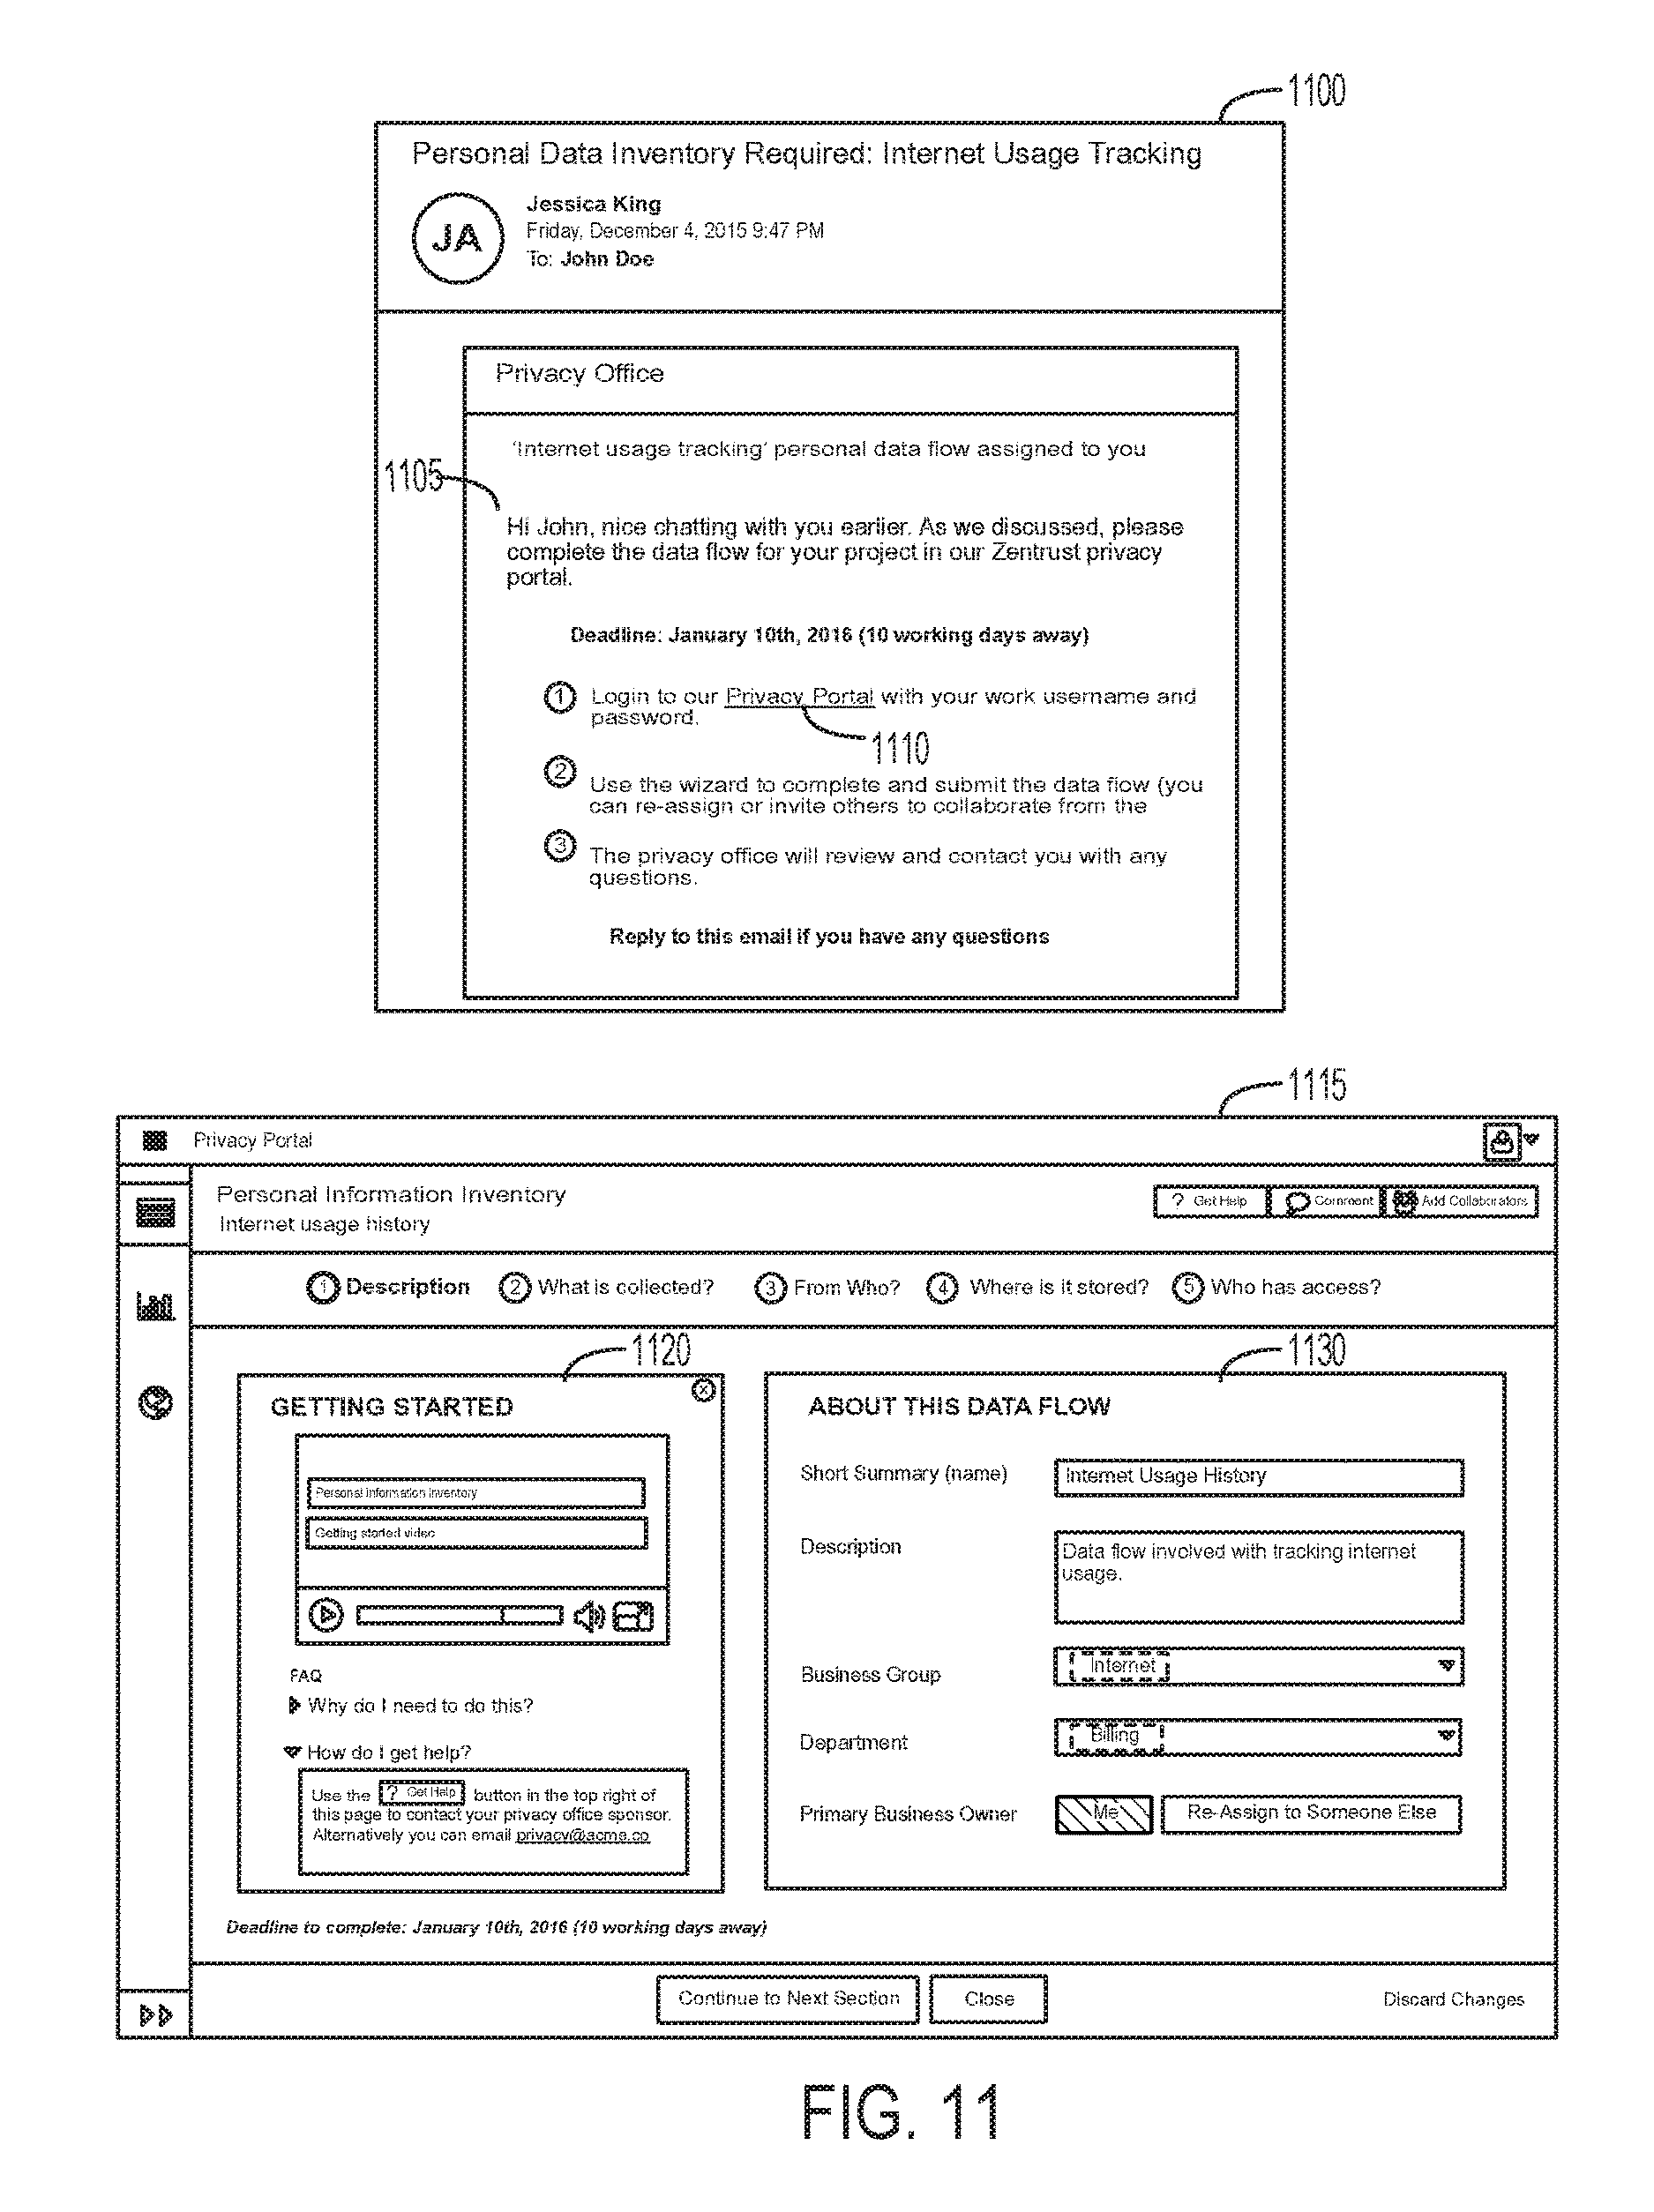 1100
Personal Data Inventory Required: Internet Usage Tracking
JA
Jessica King
Friday, December 4, 2015 9:47 PM
To: John Doe
Privacy Office
'Internet usage tracking' personal data flow assigned to you
1105
Hi John, nice chatting with you earlier. As we discussed, please
complete the data flow for your project in our Zentrust privacy
portal.
Deadline: January 10th, 2016 (10 working days away)
1 Login to our Privacy Portal with your work username and
password.
1110
2 Use the wizard to complete and submit the data flow (you
can re-assign or invite others to collaborate from the
3 The privacy office will review and contact you with any
questions.
Reply to this email if you have any questions
1115
Privacy Portal
Personal Information Inventory
Internet usage history
? Get Help Comment Add Collaborators
1 Description 2 What is collected? 3 From Who? 4 Where is it stored? 5 Who has access?
1120
GETTING STARTED
X
Personal Information Inventory
Getting started video
FAQ
Why do I need to do this?
How do I get help?
Use the ? Get Help button in the top right of
this page to contact your privacy office sponsor.
Alternatively you can email privacy@acme.co
1130
ABOUT THIS DATA FLOW
Short Summary (name) Internet Usage History
Description Data flow involved with tracking internet
usage.
Business Group Internet
Department Billing
Primary Business Owner Me Re-Assign to Someone Else
Deadline to complete: January 10th, 2016 (10 working days away)
Continue to Next Section Close Discard Changes
FIG. 11